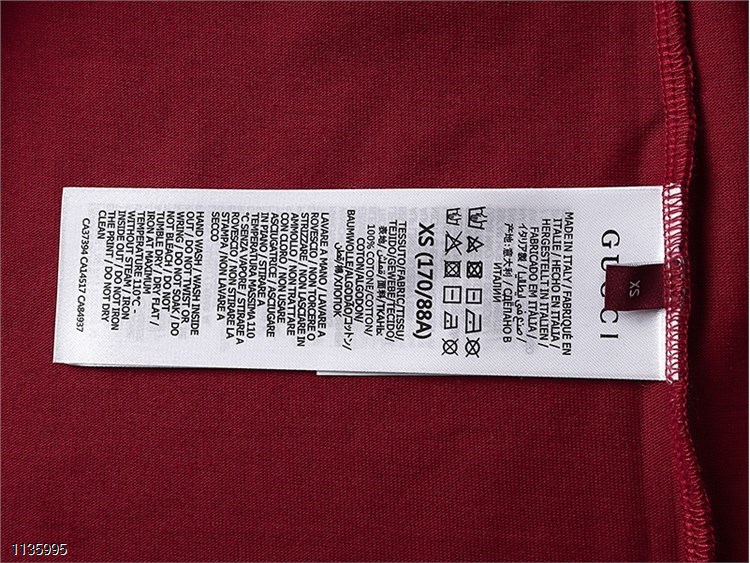 GUCCI
XS
MADE IN ITALY / FABRIQUÉ EN
ITALIE / HECHO EN ITALIA /
FABRICADO EN ITALIA /
HERGESTELLT IN ITALIEN /
イタリア製 /
产地: 意大利 / СДЕЛАНО В
ИТАЛИИ
XS (170/88A)
TESSUTO/FABRIC/TISSU/
TEJIDO/GEWEBE/TECIDO/
表地/
100% COTONE/COTTON/
COTON/ALGODÓN/
BAUMWOLLE/ALGODÃO/コットン/
LAVARE A MANO / LAVARE A
ROVESCIO / NON TORCERE O
STRIZZARE / NON LASCIARE IN
AMMOLLO / NON TRATTARE
CON CLORO / NON USARE
ASCIUGATRICE / ASCIUGARE
IN PIANO / STIRARE A
TEMPERATURA MASSIMA 110
°C SENZA VAPORE / STIRARE A
ROVESCIO / NON STIRARE LA
STAMPA / NON LAVARE A
SECCO
HAND WASH / WASH INSIDE
OUT / DO NOT TWIST OR
WRING / DO NOT SOAK / DO
NOT BLEACH / DO NOT
TUMBLE DRY / DRY FLAT /
IRON AT MAXIMUM
TEMPERATURE 110°C -
WITHOUT STEAM / IRON
INSIDE OUT / DO NOT IRON
THE PRINT / DO NOT DRY
CLEAN
CA37394 CA14517 CA84937
1135995